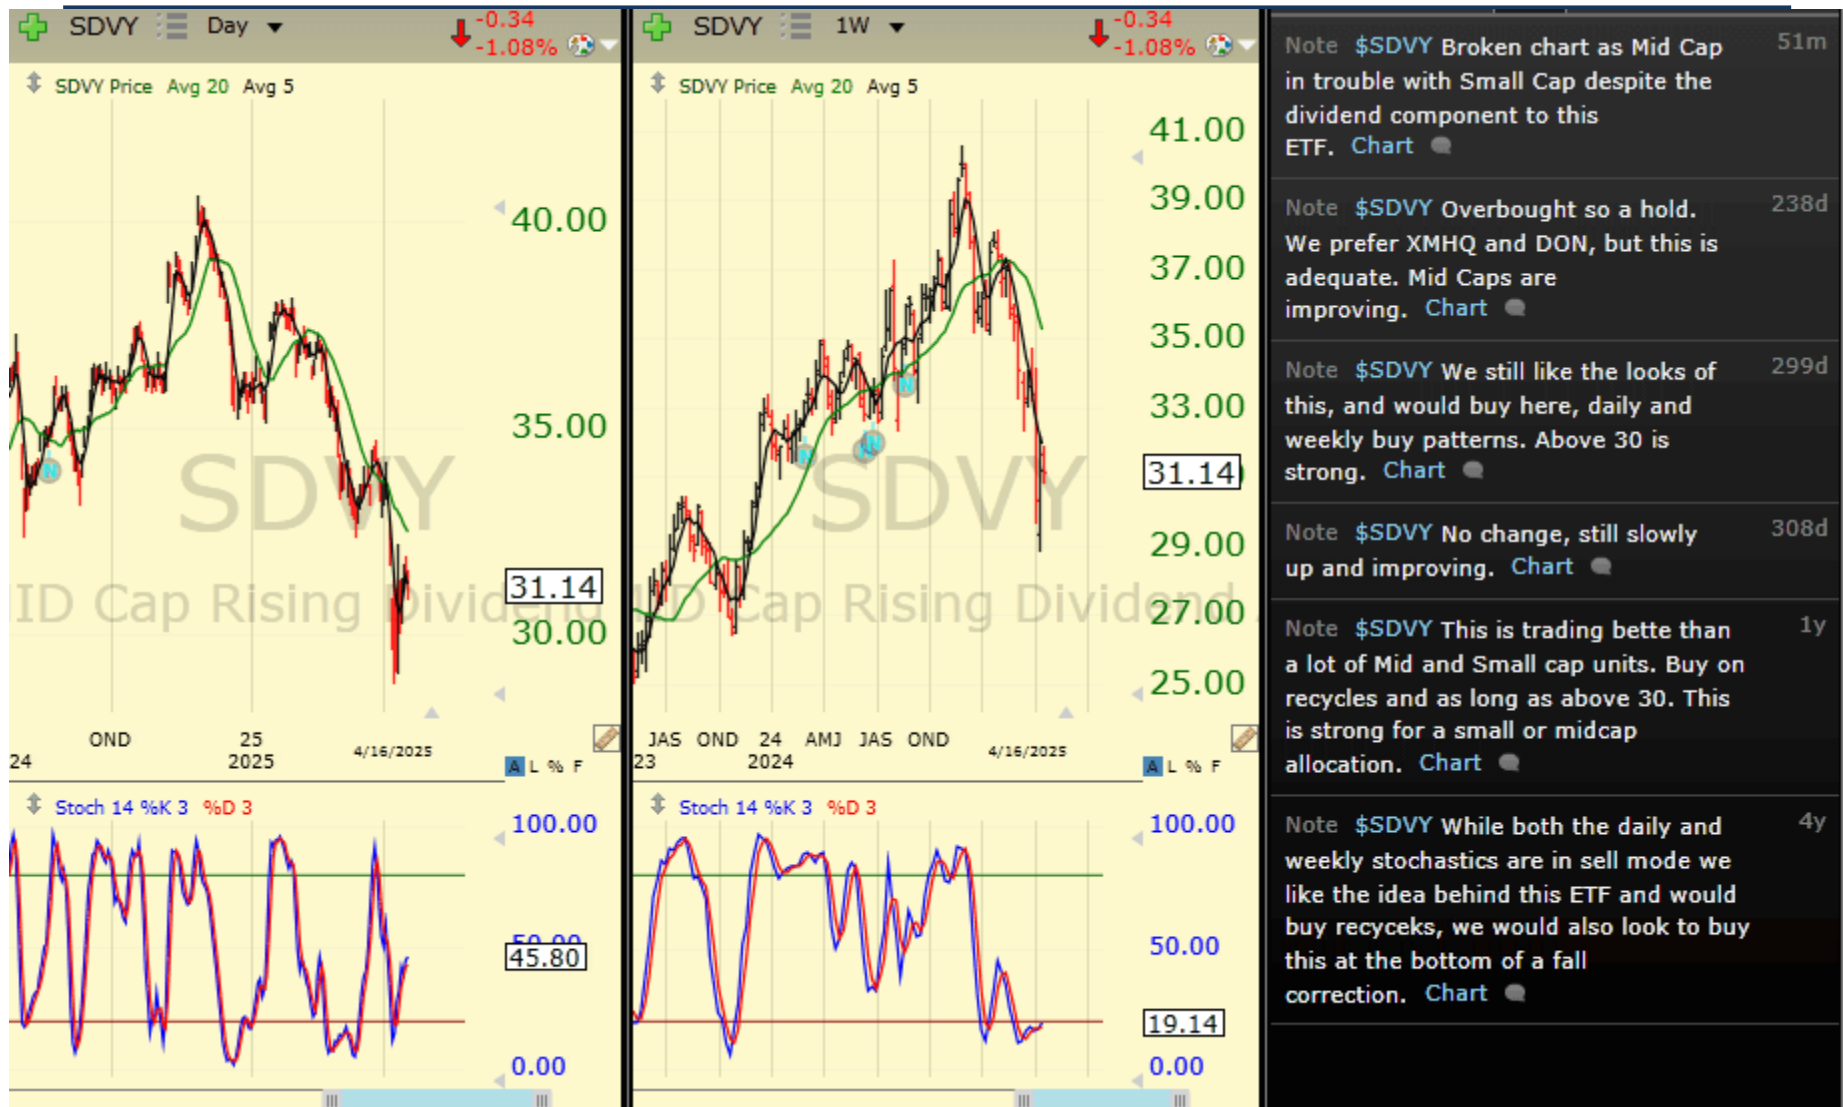 SDVY Day -0.34
-1.08%
SDVY Price Avg 20 Avg 5
40.00
35.00
31.14
30.00
SDVY
ID Cap Rising Dividend
OND 25 4/16/2025
24 2025
A L % F
Stoch 14 %K 3 %D 3
100.00
50.00
45.80
0.00
N
SDVY 1W -0.34
-1.08%
SDVY Price Avg 20 Avg 5
41.00
39.00
37.00
35.00
33.00
31.14
29.00
27.00
25.00
SDVY
ID Cap Rising Dividend
N
N
N
N
JAS OND 24 AMJ JAS OND 4/16/2025
23 2024
A L % F
Stoch 14 %K 3 %D 3
100.00
50.00
19.14
0.00
Note $SDVY Broken chart as Mid Cap 51m
in trouble with Small Cap despite the
dividend component to this
ETF. Chart
Note $SDVY Overbought so a hold. 238d
We prefer XMHQ and DON, but this is
adequate. Mid Caps are
improving. Chart
Note $SDVY We still like the looks of 299d
this, and would buy here, daily and
weekly buy patterns. Above 30 is
strong. Chart
Note $SDVY No change, still slowly 308d
up and improving. Chart
Note $SDVY This is trading bette than 1y
a lot of Mid and Small cap units. Buy on
recycles and as long as above 30. This
is strong for a small or midcap
allocation. Chart
Note $SDVY While both the daily and 4y
weekly stochastics are in sell mode we
like the idea behind this ETF and would
buy recyceks, we would also look to buy
this at the bottom of a fall
correction. Chart